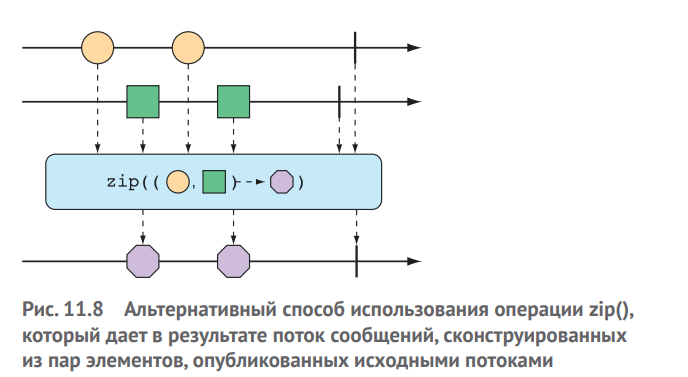 zip(( , ) )
Рис. 11.8 Альтернативный способ использования операции zip(),
который дает в результате поток сообщений, сконструированных
из пар элементов, опубликованных исходными потоками